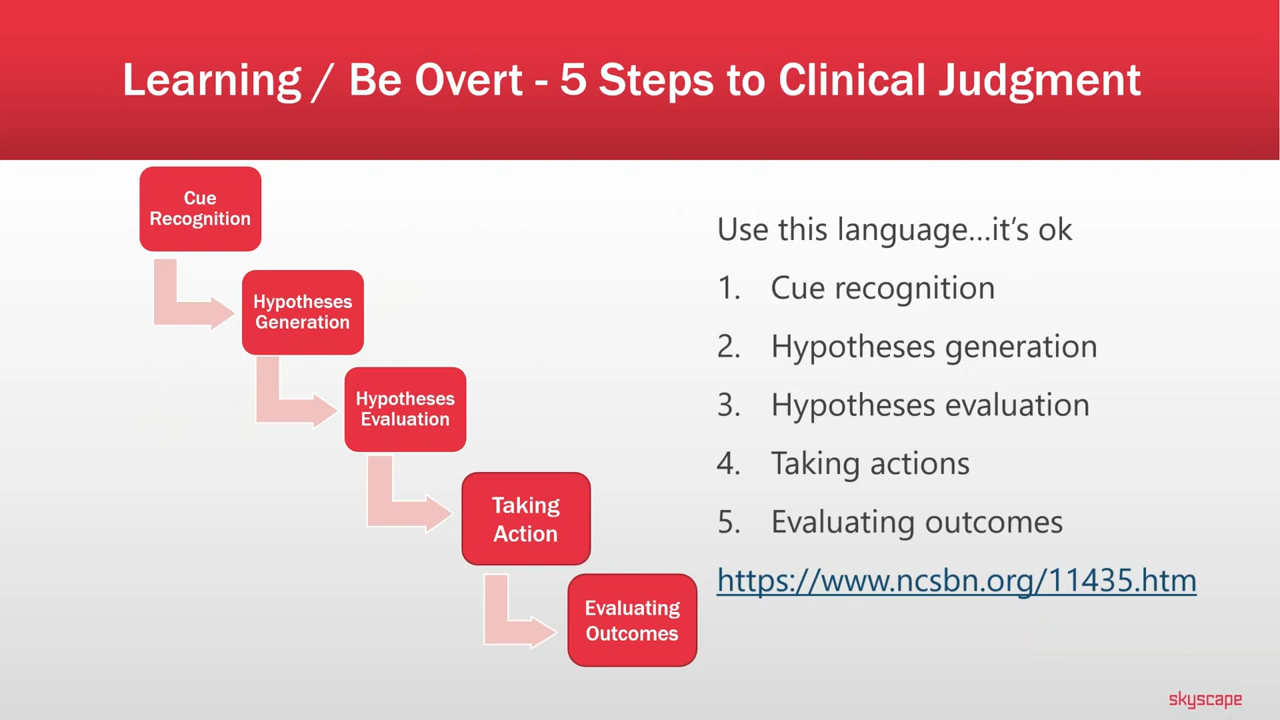 Learning / Be Overt - 5 Steps to Clinical Judgment
Cue
Recognition
Hypotheses
Generation
Hypotheses
Evaluation
Taking
Action
Evaluating
Outcomes
Use this language...it's ok
1. Cue recognition
2. Hypotheses generation
3. Hypotheses evaluation
4. Taking actions
5. Evaluating outcomes
https://www.ncsbn.org/11435.htm
skyscape